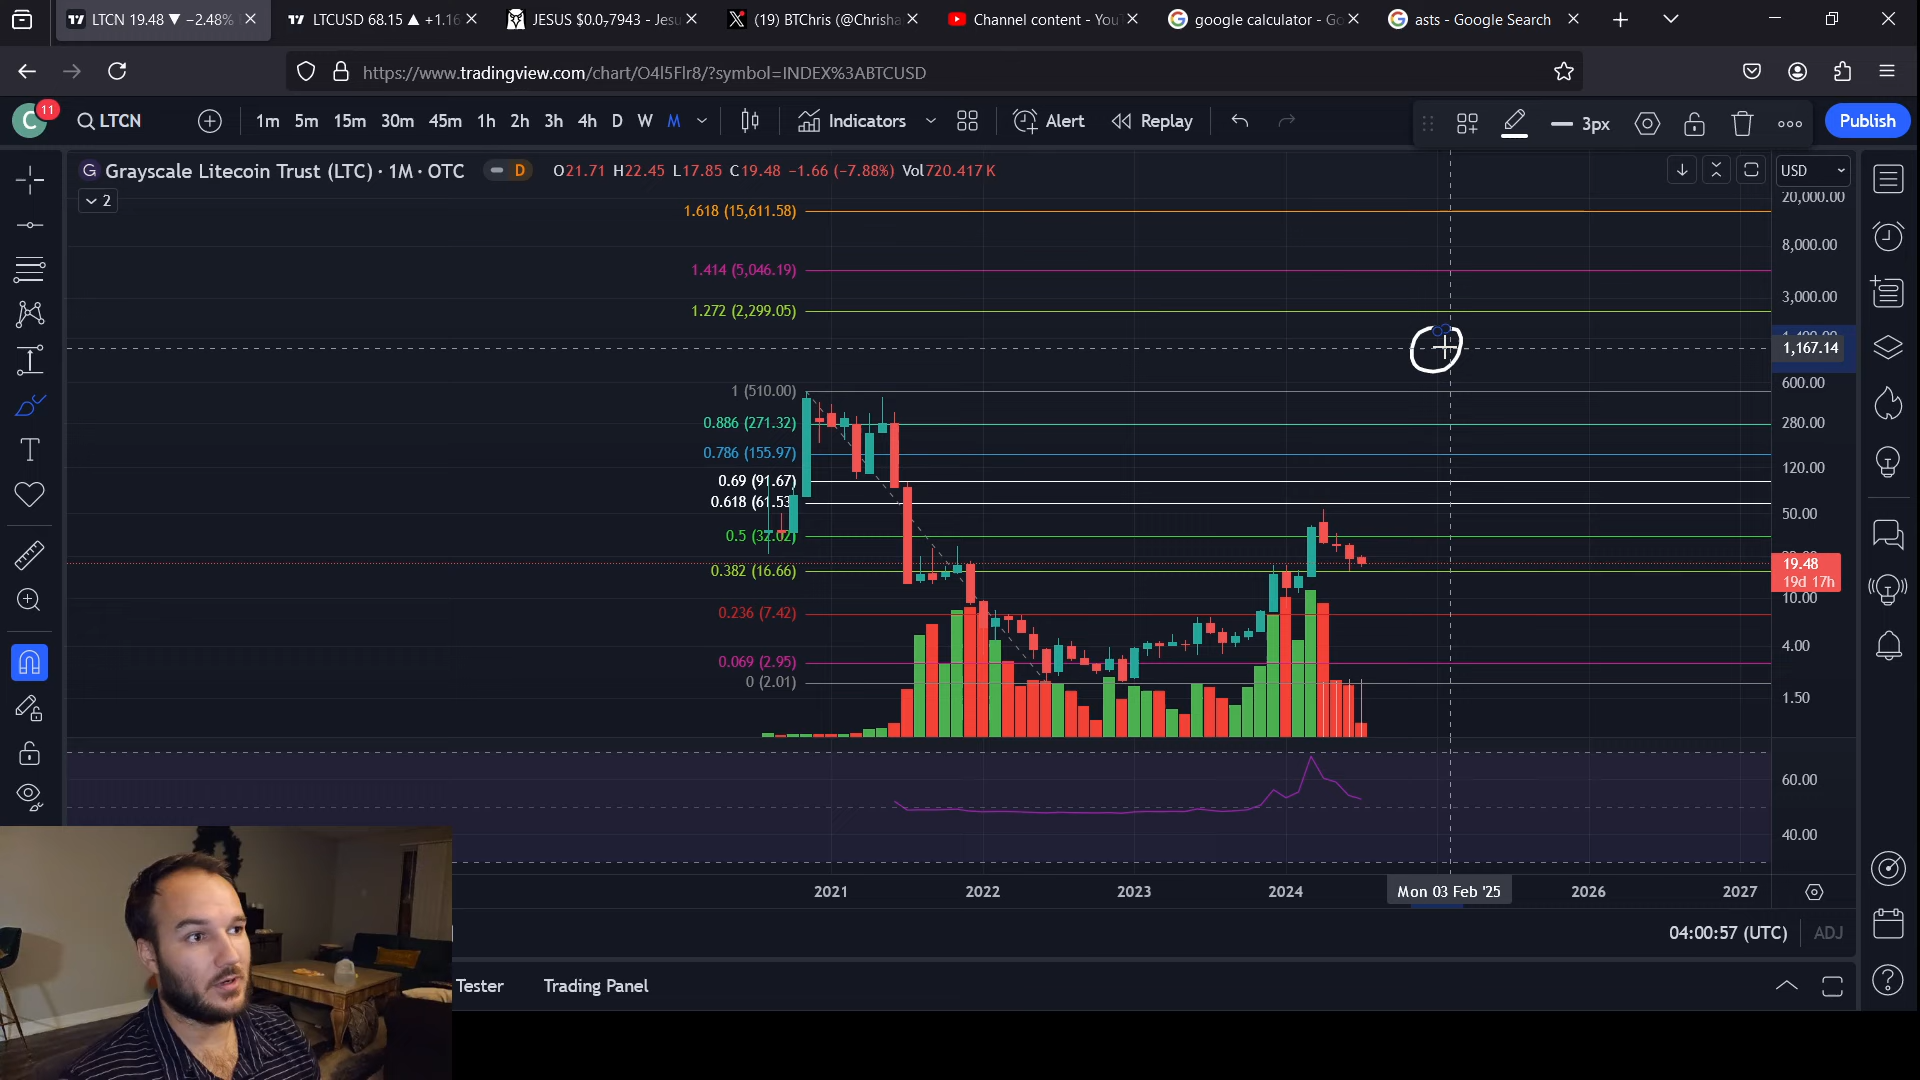 LTCN 19.48 ▼ −2.48%
LTCUSD 68.15 ▲ +1.16
JESUS $0.0₇7943 - Jesu
(19) BTChris (@Chrisha
Channel content - YouT
google calculator - Go
asts - Google Search
https://www.tradingview.com/chart/O4l5Flr8/?symbol=INDEX%3ABTCUSD
C
11
LTCN
1m 5m 15m 30m 45m 1h 2h 3h 4h D W M
Indicators
Alert
Replay
3px
Publish
G Grayscale Litecoin Trust (LTC) · 1M · OTC
D
O21.71 H22.45 L17.85 C19.48 −1.66 (−7.88%) Vol720.417 K
USD
2
20,000.00
1.618 (15,611.58)
8,000.00
1.414 (5,046.19)
3,000.00
1.272 (2,299.05)
1,167.14
1 (510.00)
600.00
0.886 (271.32)
280.00
0.786 (155.97)
120.00
0.69 (91.67)
0.618 (61.53
50.00
0.5 (32.02)
19.48
0.382 (16.66)
19d 17h
10.00
0.236 (7.42)
4.00
0.069 (2.95)
0 (2.01)
1.50
60.00
40.00
2021 2022 2023 2024 Mon 03 Feb '25 2026 2027
04:00:57 (UTC)
ADJ
Tester
Trading Panel